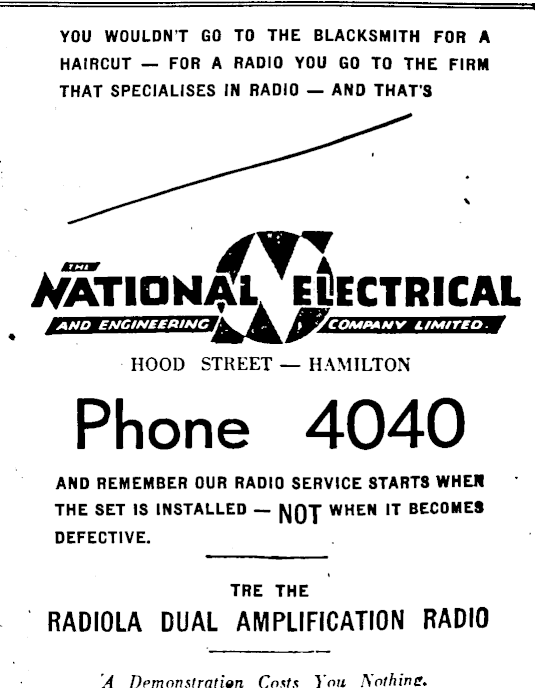 YOU WOULDN'T GO TO THE BLACKSMITH FOR A
HAIRCUT — FOR A RADIO YOU GO TO THE FIRM
THAT SPECIALISES IN RADIO — AND THAT'S
THE
NATIONAL ELECTRICAL
AND ENGINEERING COMPANY LIMITED.
HOOD STREET — HAMILTON
Phone 4040
AND REMEMBER OUR RADIO SERVICE STARTS WHEN
THE SET IS INSTALLED — NOT WHEN IT BECOMES
DEFECTIVE.
TRE THE
RADIOLA DUAL AMPLIFICATION RADIO
A Demonstration Costs You Nothing.